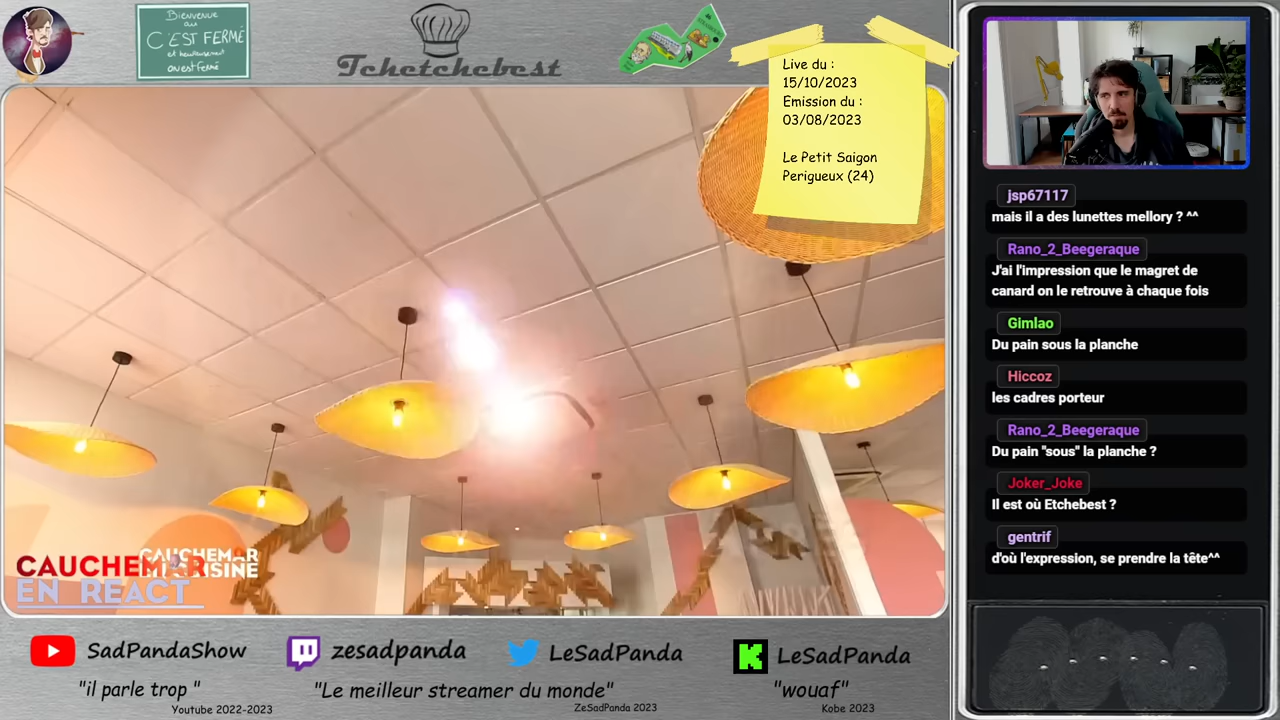 Bienvenue
au
C'EST FERMÉ
et heureusement
on est fermé
Tchetchebest
Live du :
15/10/2023
Emission du :
03/08/2023
Le Petit Saigon
Perigueux (24)
CAUCHEMAR
EN REACT
CAUCHEMAR
EN CUISINE
SadPandaShow
"il parle trop "
Youtube 2022-2023
zesadpanda
"Le meilleur streamer du monde"
ZeSadPanda 2023
LeSadPanda
LeSadPanda
"wouaf"
Kobe 2023
jsp67117
mais il a des lunettes mellory ? ^^
Rano_2_Beegeraque
J'ai l'impression que le magret de
canard on le retrouve à chaque fois
Gimlao
Du pain sous la planche
Hiccoz
les cadres porteur
Rano_2_Beegeraque
Du pain "sous" la planche ?
Joker_Joke
Il est où Etchebest ?
gentrif
d'où l'expression, se prendre la tête^^